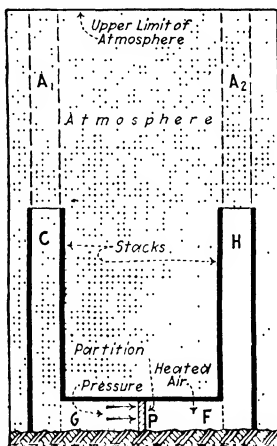 Upper Limit of
Atmosphere
A1
A2
Atmosphere
C
H
Stacks
Partition
Heated
Air
Pressure
G
P
F